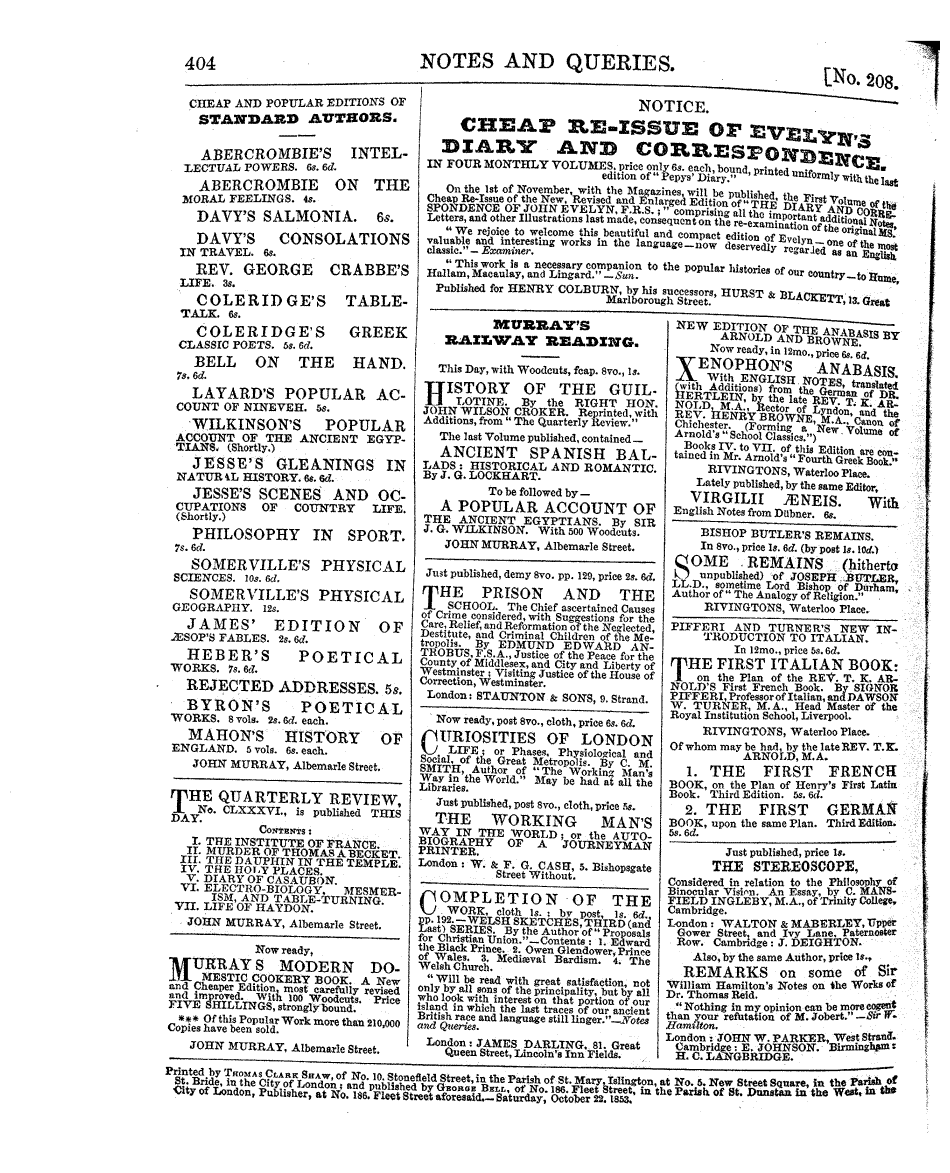 404
NOTES AND QUERIES.
[No. 208.
CHEAP AND POPULAR EDITIONS OF
STANDARD AUTHORS.
ABERCROMBIE'S INTEL-
LECTUAL POWERS. 6s. 6d.
ABERCROMBIE ON THE
MORAL FEELINGS. 4s.
DAVY'S SALMONIA. 6s.
DAVY'S CONSOLATIONS
IN TRAVEL. 6s.
REV. GEORGE CRABBE'S
LIFE. 3s.
COLERIDGE'S TABLE-
TALK. 6s.
COLERIDGE'S GREEK
CLASSIC POETS. 5s. 6d.
BELL ON THE HAND.
7s. 6d.
LAYARD'S POPULAR AC-
COUNT OF NINEVEH. 5s.
WILKINSON'S POPULAR
ACCOUNT OF THE ANCIENT EGYP-
TIANS. (Shortly.)
JESSE'S GLEANINGS IN
NATURAL HISTORY. 6s. 6d.
JESSE'S SCENES AND OC-
CUPATIONS OF COUNTRY LIFE.
(Shortly.)
PHILOSOPHY IN SPORT.
7s. 6d.
SOMERVILLE'S PHYSICAL
SCIENCES. 10s. 6d.
SOMERVILLE'S PHYSICAL
GEOGRAPHY. 12s.
JAMES' EDITION OF
ÆSOP'S FABLES. 2s. 6d.
HEBER'S POETICAL
WORKS. 7s. 6d.
REJECTED ADDRESSES. 5s.
BYRON'S POETICAL
WORKS. 8 vols. 2s. 6d. each.
MAHON'S HISTORY OF
ENGLAND. 5 vols. 6s. each.
JOHN MURRAY, Albemarle Street.
THE QUARTERLY REVIEW,
No. CLXXXVI., is published THIS
DAY.
CONTENTS:
I. THE INSTITUTE OF FRANCE.
II. MURDER OF THOMAS A BECKET.
III. THE DAUPHIN IN THE TEMPLE.
IV. THE HOLY PLACES.
V. DIARY OF CASAUBON.
VI. ELECTRO-BIOLOGY, MESMER-
ISM, AND TABLE-TURNING.
VII. LIFE OF HAYDON.
JOHN MURRAY, Albemarle Street.
Now ready,
MURRAYS MODERN DO-
MESTIC COOKERY BOOK. A New
and Cheaper Edition, most carefully revised
and improved. With 100 Woodcuts. Price
FIVE SHILLINGS, strongly bound.
*** Of this Popular Work more than 210,000
Copies have been sold.
JOHN MURRAY, Albemarle Street.
NOTICE.
CHEAP RE-ISSUE OF EVELYN'S
DIARY AND CORRESPONDENCE.
IN FOUR MONTHLY VOLUMES, price only 6s. each, bound, printed uniformly with the last
edition of "Pepys' Diary."
On the 1st of November, with the Magazines, will be published, the First Volume of the
Cheap Re-Issue of the New, Revised and Enlarged Edition of "THE DIARY AND CORRE-
SPONDENCE OF JOHN EVELYN, F.R.S.;" comprising all the important additional Notes,
Letters, and other Illustrations last made, consequent on the re-examination of the original MS.
"We rejoice to welcome this beautiful and compact edition of Evelyn — one of the most
valuable and interesting works in the language — now deservedly regarded as an English
classic." — Examiner.
"This work is a necessary companion to the popular histories of our country — to Hume,
Hallam, Macaulay, and Lingard." — Sun.
Published for HENRY COLBURN, by his successors, HURST & BLACKETT, 13. Great
Marlborough Street.
MURRAY'S
RAILWAY READING.
This Day, with Woodcuts, fcap. 8vo., 1s.
HISTORY OF THE GUIL-
LOTINE. By the RIGHT HON.
JOHN WILSON CROKER. Reprinted, with
Additions, from "The Quarterly Review."
The last Volume published, contained —
ANCIENT SPANISH BAL-
LADS: HISTORICAL AND ROMANTIC.
By J. G. LOCKHART.
To be followed by —
A POPULAR ACCOUNT OF
THE ANCIENT EGYPTIANS. By SIR
J. G. WILKINSON. With 500 Woodcuts.
JOHN MURRAY, Albemarle Street.
Just published, demy 8vo. pp. 129, price 2s. 6d.
THE PRISON AND THE
SCHOOL. The Chief ascertained Causes
of Crime considered, with Suggestions for the
Care, Relief, and Reformation of the Neglected,
Destitute, and Criminal Children of the Me-
tropolis. By EDMUND EDWARD AN-
TROBUS, F.S.A., Justice of the Peace for the
County of Middlesex, and City and Liberty of
Westminster; Visiting Justice of the House of
Correction, Westminster.
London: STAUNTON & SONS, 9. Strand.
Now ready, post 8vo., cloth, price 6s. 6d.
CURIOSITIES OF LONDON
LIFE; or Phases, Physiological and
Social, of the Great Metropolis. By C. M.
SMITH, Author of "The Working Man's
Way in the World." May be had at all the
Libraries.
Just published, post 8vo., cloth, price 5s.
THE WORKING MAN'S
WAY IN THE WORLD; or the AUTO-
BIOGRAPHY OF A JOURNEYMAN
PRINTER.
London: W. & F. G. CASH, 5. Bishopsgate
Street Without.
COMPLETION OF THE
WORK, cloth 1s.; by post, 1s. 6d.,
pp. 192.—WELSH SKETCHES, THIRD (and
Last) SERIES. By the Author of "Proposals
for Christian Union."—Contents: 1. Edward
the Black Prince. 2. Owen Glendower, Prince
of Wales. 3. Mediæval Bardism. 4. The
Welsh Church.
"Will be read with great satisfaction, not
only by all sons of the principality, but by all
who look with interest on that portion of our
island in which the last traces of our ancient
British race and language still linger."—Notes
and Queries.
London: JAMES DARLING, 81. Great
Queen Street, Lincoln's Inn Fields.
NEW EDITION OF THE ANABASIS BY
ARNOLD AND BROWNE.
Now ready, in 12mo., price 6s. 6d.
XENOPHON'S ANABASIS.
With ENGLISH NOTES, translated
(with Additions) from the German of DR.
HERTLEIN, by the late REV. T. K. AR-
NOLD, M.A., Rector of Lyndon, and the
REV. HENRY BROWNE, M.A., Canon of
Chichester. (Forming a New Volume of
Arnold's "School Classics.")
Books IV. to VII. of this Edition are con-
tained in Mr. Arnold's "Fourth Greek Book."
RIVINGTONS, Waterloo Place.
Lately published, by the same Editor,
VIRGILII ÆNEIS. With
English Notes from Dübner. 6s.
BISHOP BUTLER'S REMAINS.
In 8vo., price 1s. 6d. (by post 1s. 10d.)
SOME REMAINS (hitherto
unpublished) of JOSEPH BUTLER,
LL.D., sometime Lord Bishop of Durham,
Author of "The Analogy of Religion."
RIVINGTONS, Waterloo Place.
PIFFERI AND TURNER'S NEW IN-
TRODUCTION TO ITALIAN.
In 12mo., price 5s. 6d.
THE FIRST ITALIAN BOOK:
on the Plan of the REV. T. K. AR-
NOLD'S First French Book. By SIGNOR
PIFFERI, Professor of Italian, and DAWSON
W. TURNER, M.A., Head Master of the
Royal Institution School, Liverpool.
RIVINGTONS, Waterloo Place.
Of whom may be had, by the late REV. T. K.
ARNOLD, M.A.
1. THE FIRST FRENCH
BOOK, on the Plan of Henry's First Latin
Book. Third Edition. 5s. 6d.
2. THE FIRST GERMAN
BOOK, upon the same Plan. Third Edition.
5s. 6d.
Just published, price 1s.
THE STEREOSCOPE,
Considered in relation to the Philosophy of
Binocular Vision. An Essay, by C. MANS-
FIELD INGLEBY, M.A., of Trinity College,
Cambridge.
London: WALTON & MABERLEY, Upper
Gower Street, and Ivy Lane, Paternoster
Row. Cambridge: J. DEIGHTON.
Also, by the same Author, price 1s.,
REMARKS on some of Sir
William Hamilton's Notes on the Works of
Dr. Thomas Reid.
"Nothing in my opinion can be more cogent
than your refutation of M. Jobert." — Sir W.
Hamilton.
London: JOHN W. PARKER, West Strand.
Cambridge: E. JOHNSON. Birmingham:
H. C. LANGBRIDGE.
Printed by THOMAS CLARK SHAW, of No. 10. Stonefield Street, in the Parish of St. Mary, Islington, at No. 5. New Street Square, in the Parish of
St. Bride, in the City of London; and published by GEORGE BELL, of No. 186. Fleet Street, in the Parish of St. Dunstan in the West, in the
City of London, Publisher, at No. 186. Fleet Street aforesaid.— Saturday, October 22, 1853.